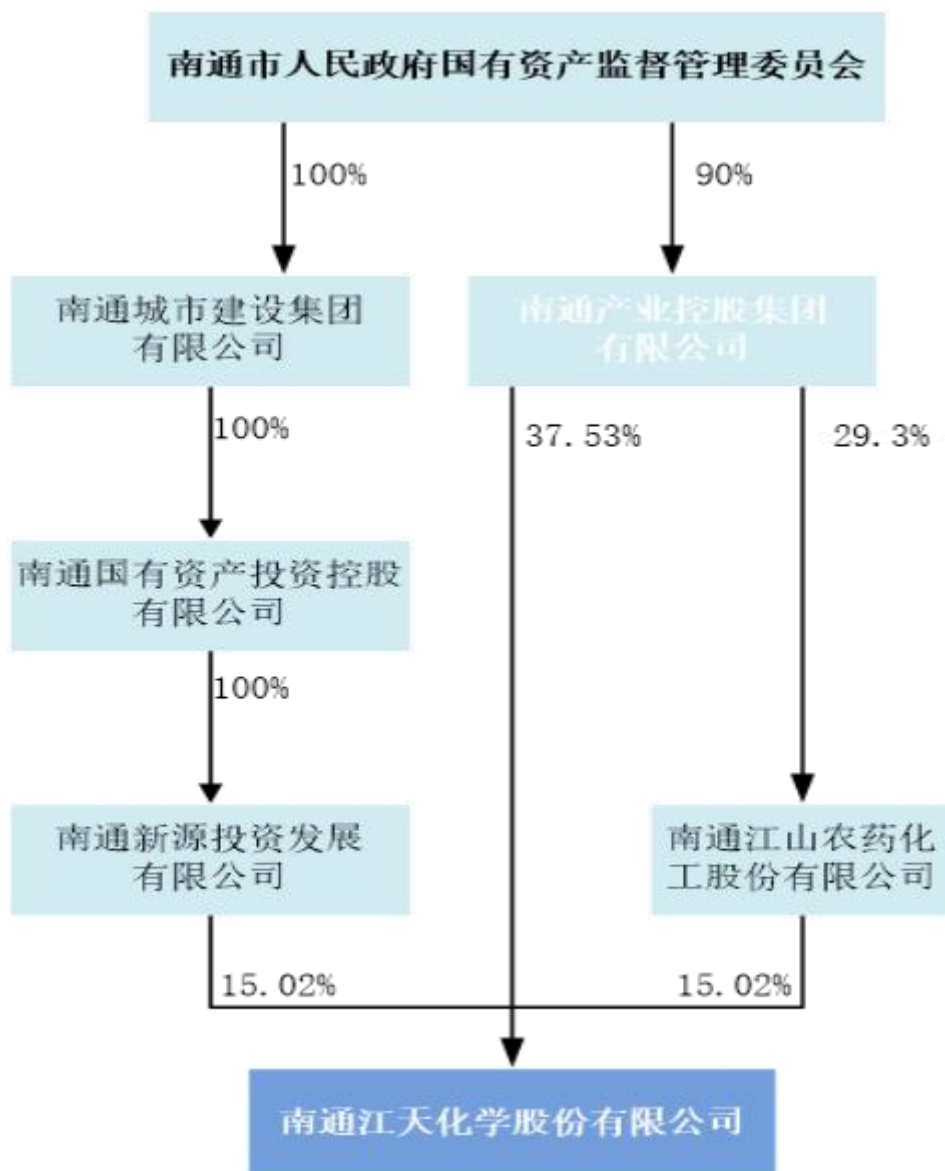 南通市人民政府国有资产监督管理委员会
100%
90%
南通城市建设集团
有限公司
南通产业控股集团
有限公司
100%
37.53%
29.3%
南通国有资产投资控股
有限公司
100%
南通新源投资发展
有限公司
南通江山农药化
工股份有限公司
15.02%
15.02%
南通江天化学股份有限公司